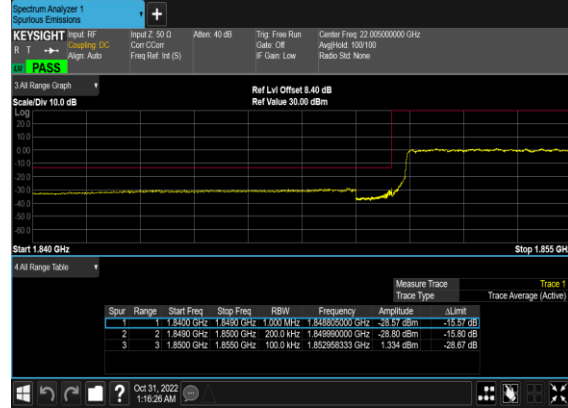 Spectrum Analyzer 1
Spurious Emissions
+
KEYSIGHT Input: RF Input Z: 50 Ω Atten: 40 dB Trig: Free Run Center Freq: 22.005000000 GHz
R T Coupling: DC Corr CCorr Gate: Off Avg|Hold: 100/100
Align: Auto Freq Ref: Int (S) IF Gain: Low Radio Std: None
PASS
3 All Range Graph
Ref Lvl Offset 8.40 dB
Scale/Div 10.0 dB Ref Value 30.00 dBm
Log
20.0
10.0
0.00
-10.0
-20.0
-30.0
-40.0
-50.0
-60.0
Start 1.840 GHz Stop 1.855 GH
4 All Range Table
Measure Trace Trace 1
Trace Type Trace Average (Active)
Spur Range Start Freq Stop Freq RBW Frequency Amplitude ΔLimit
1 1 1.8400 GHz 1.8490 GHz 1.000 MHz 1.848805000 GHz -28.57 dBm -15.57 dB
2 2 1.8490 GHz 1.8500 GHz 200.0 kHz 1.849990000 GHz -28.80 dBm -15.80 dB
3 3 1.8500 GHz 1.8550 GHz 100.0 kHz 1.852958333 GHz 1.334 dBm -28.67 dB
? Oct 31, 2022
1:16:26 AM